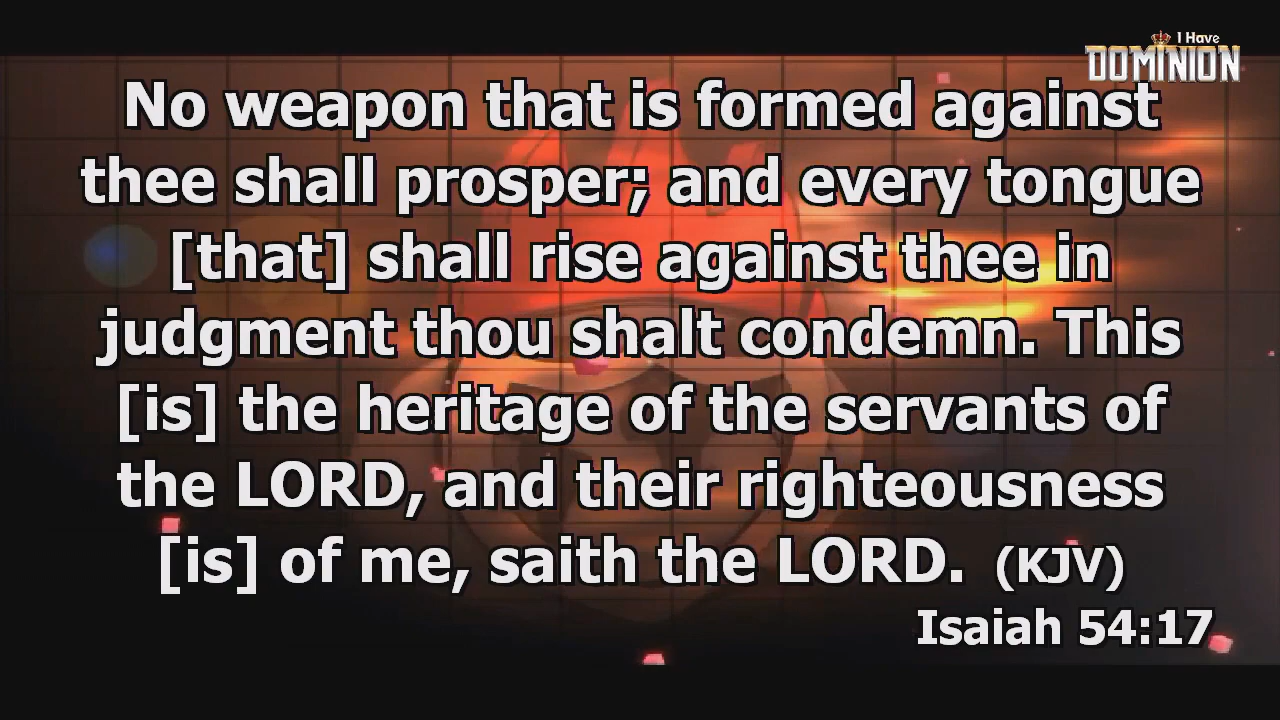 I Have
DOMINION
No weapon that is formed against
thee shall prosper; and every tongue
[that] shall rise against thee in
judgment thou shalt condemn. This
[is] the heritage of the servants of
the LORD, and their righteousness
[is] of me, saith the LORD. (KJV)
Isaiah 54:17